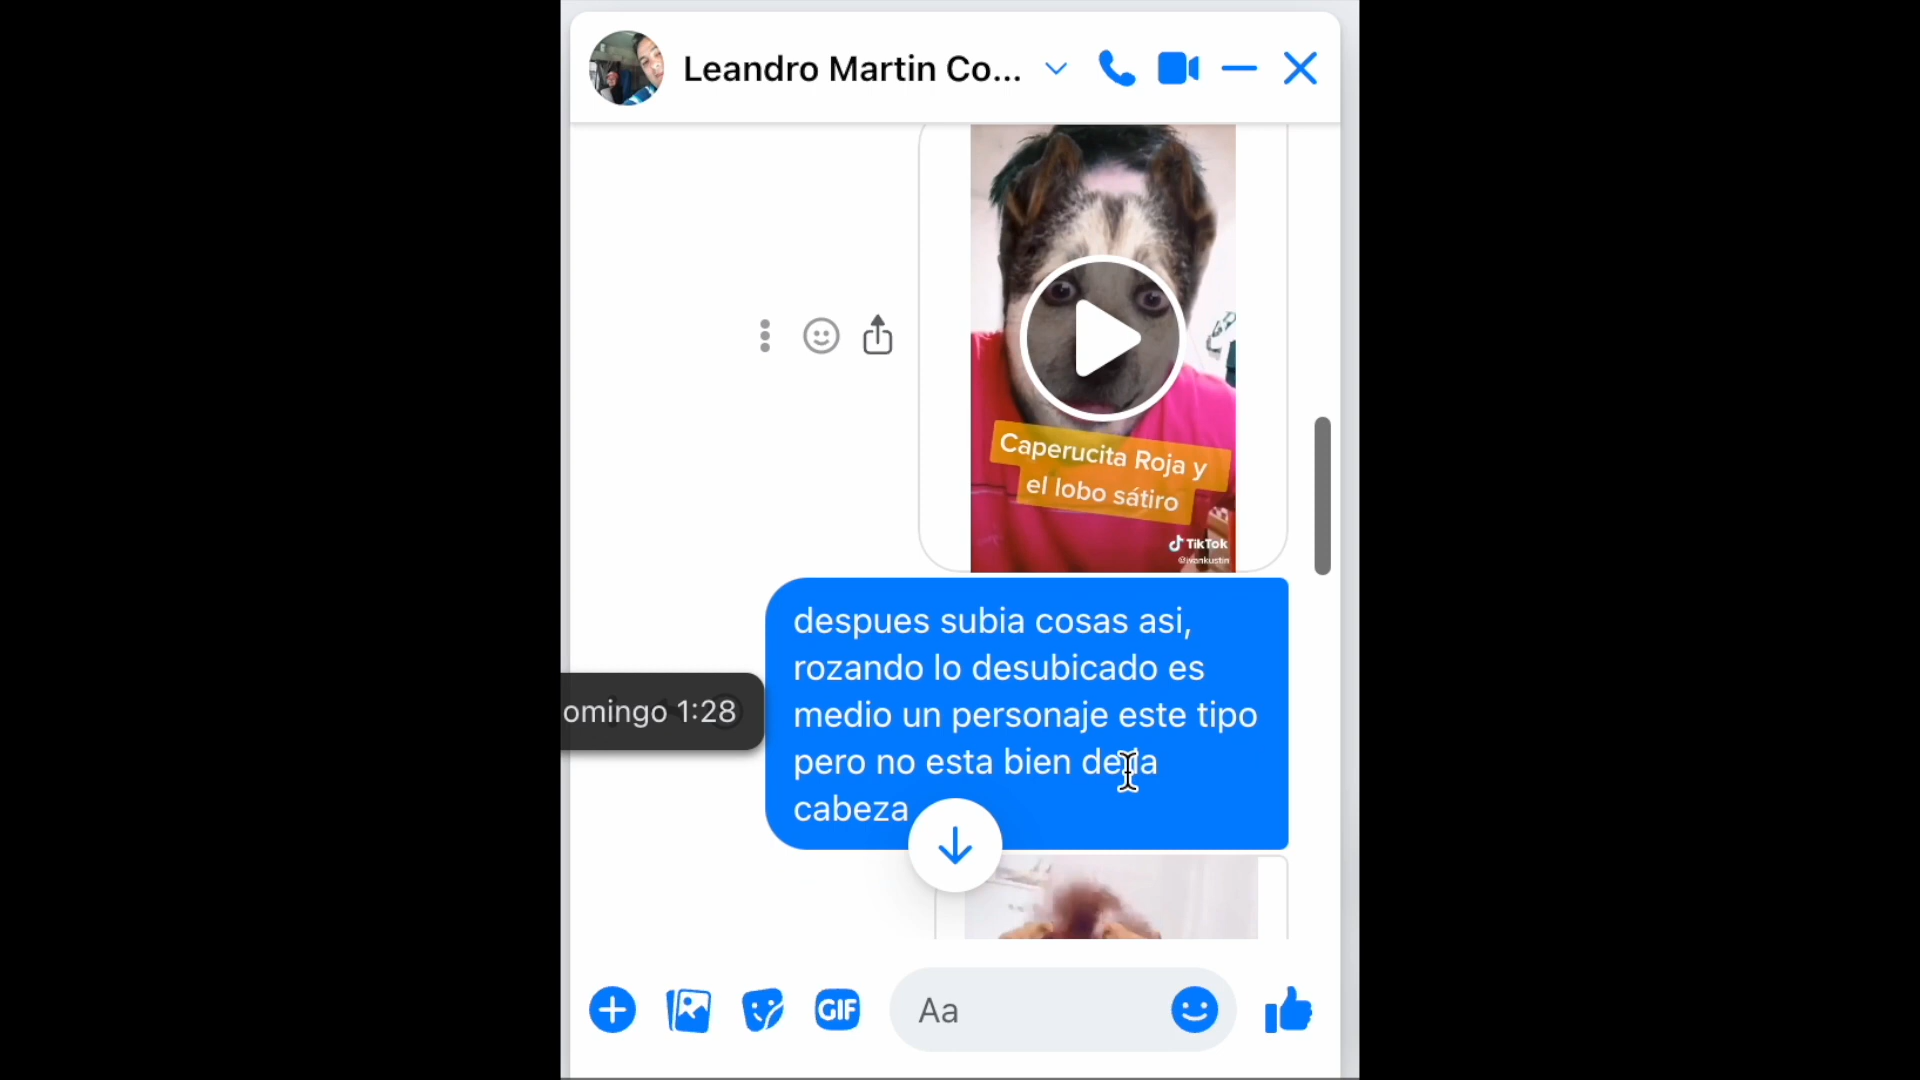 Leandro Martin Co...
Caperucita Roja y
el lobo sátiro
TikTok
@ivankustin
despues subia cosas asi,
rozando lo desubicado es
medio un personaje este tipo
pero no esta bien de la
cabeza
omingo 1:28
GIF
Aa